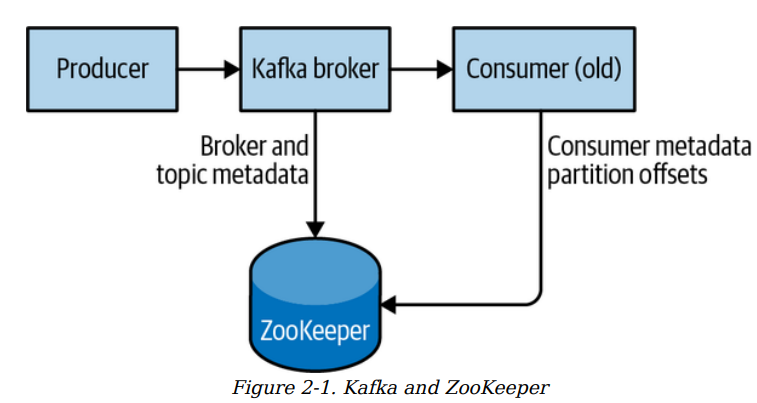 Producer
Kafka broker
Consumer (old)
Broker and
topic metadata
Consumer metadata
partition offsets
ZooKeeper
Figure 2-1. Kafka and ZooKeeper